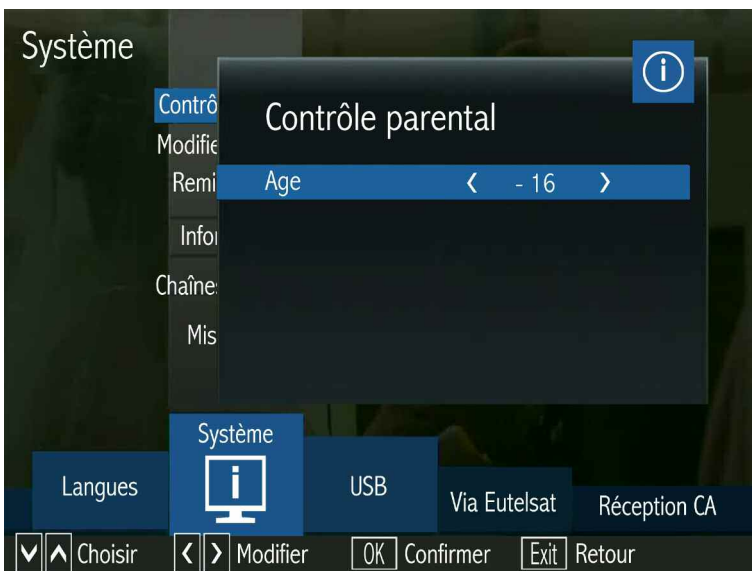 Système
Contrôle parental
Contrô
Modifie
Remi
Age - 16
Infor
Chaînes
Mis
Système
Langues
USB
Via Eutelsat
Réception CA
Choisir
Modifier
OK Confirmer
Exit Retour